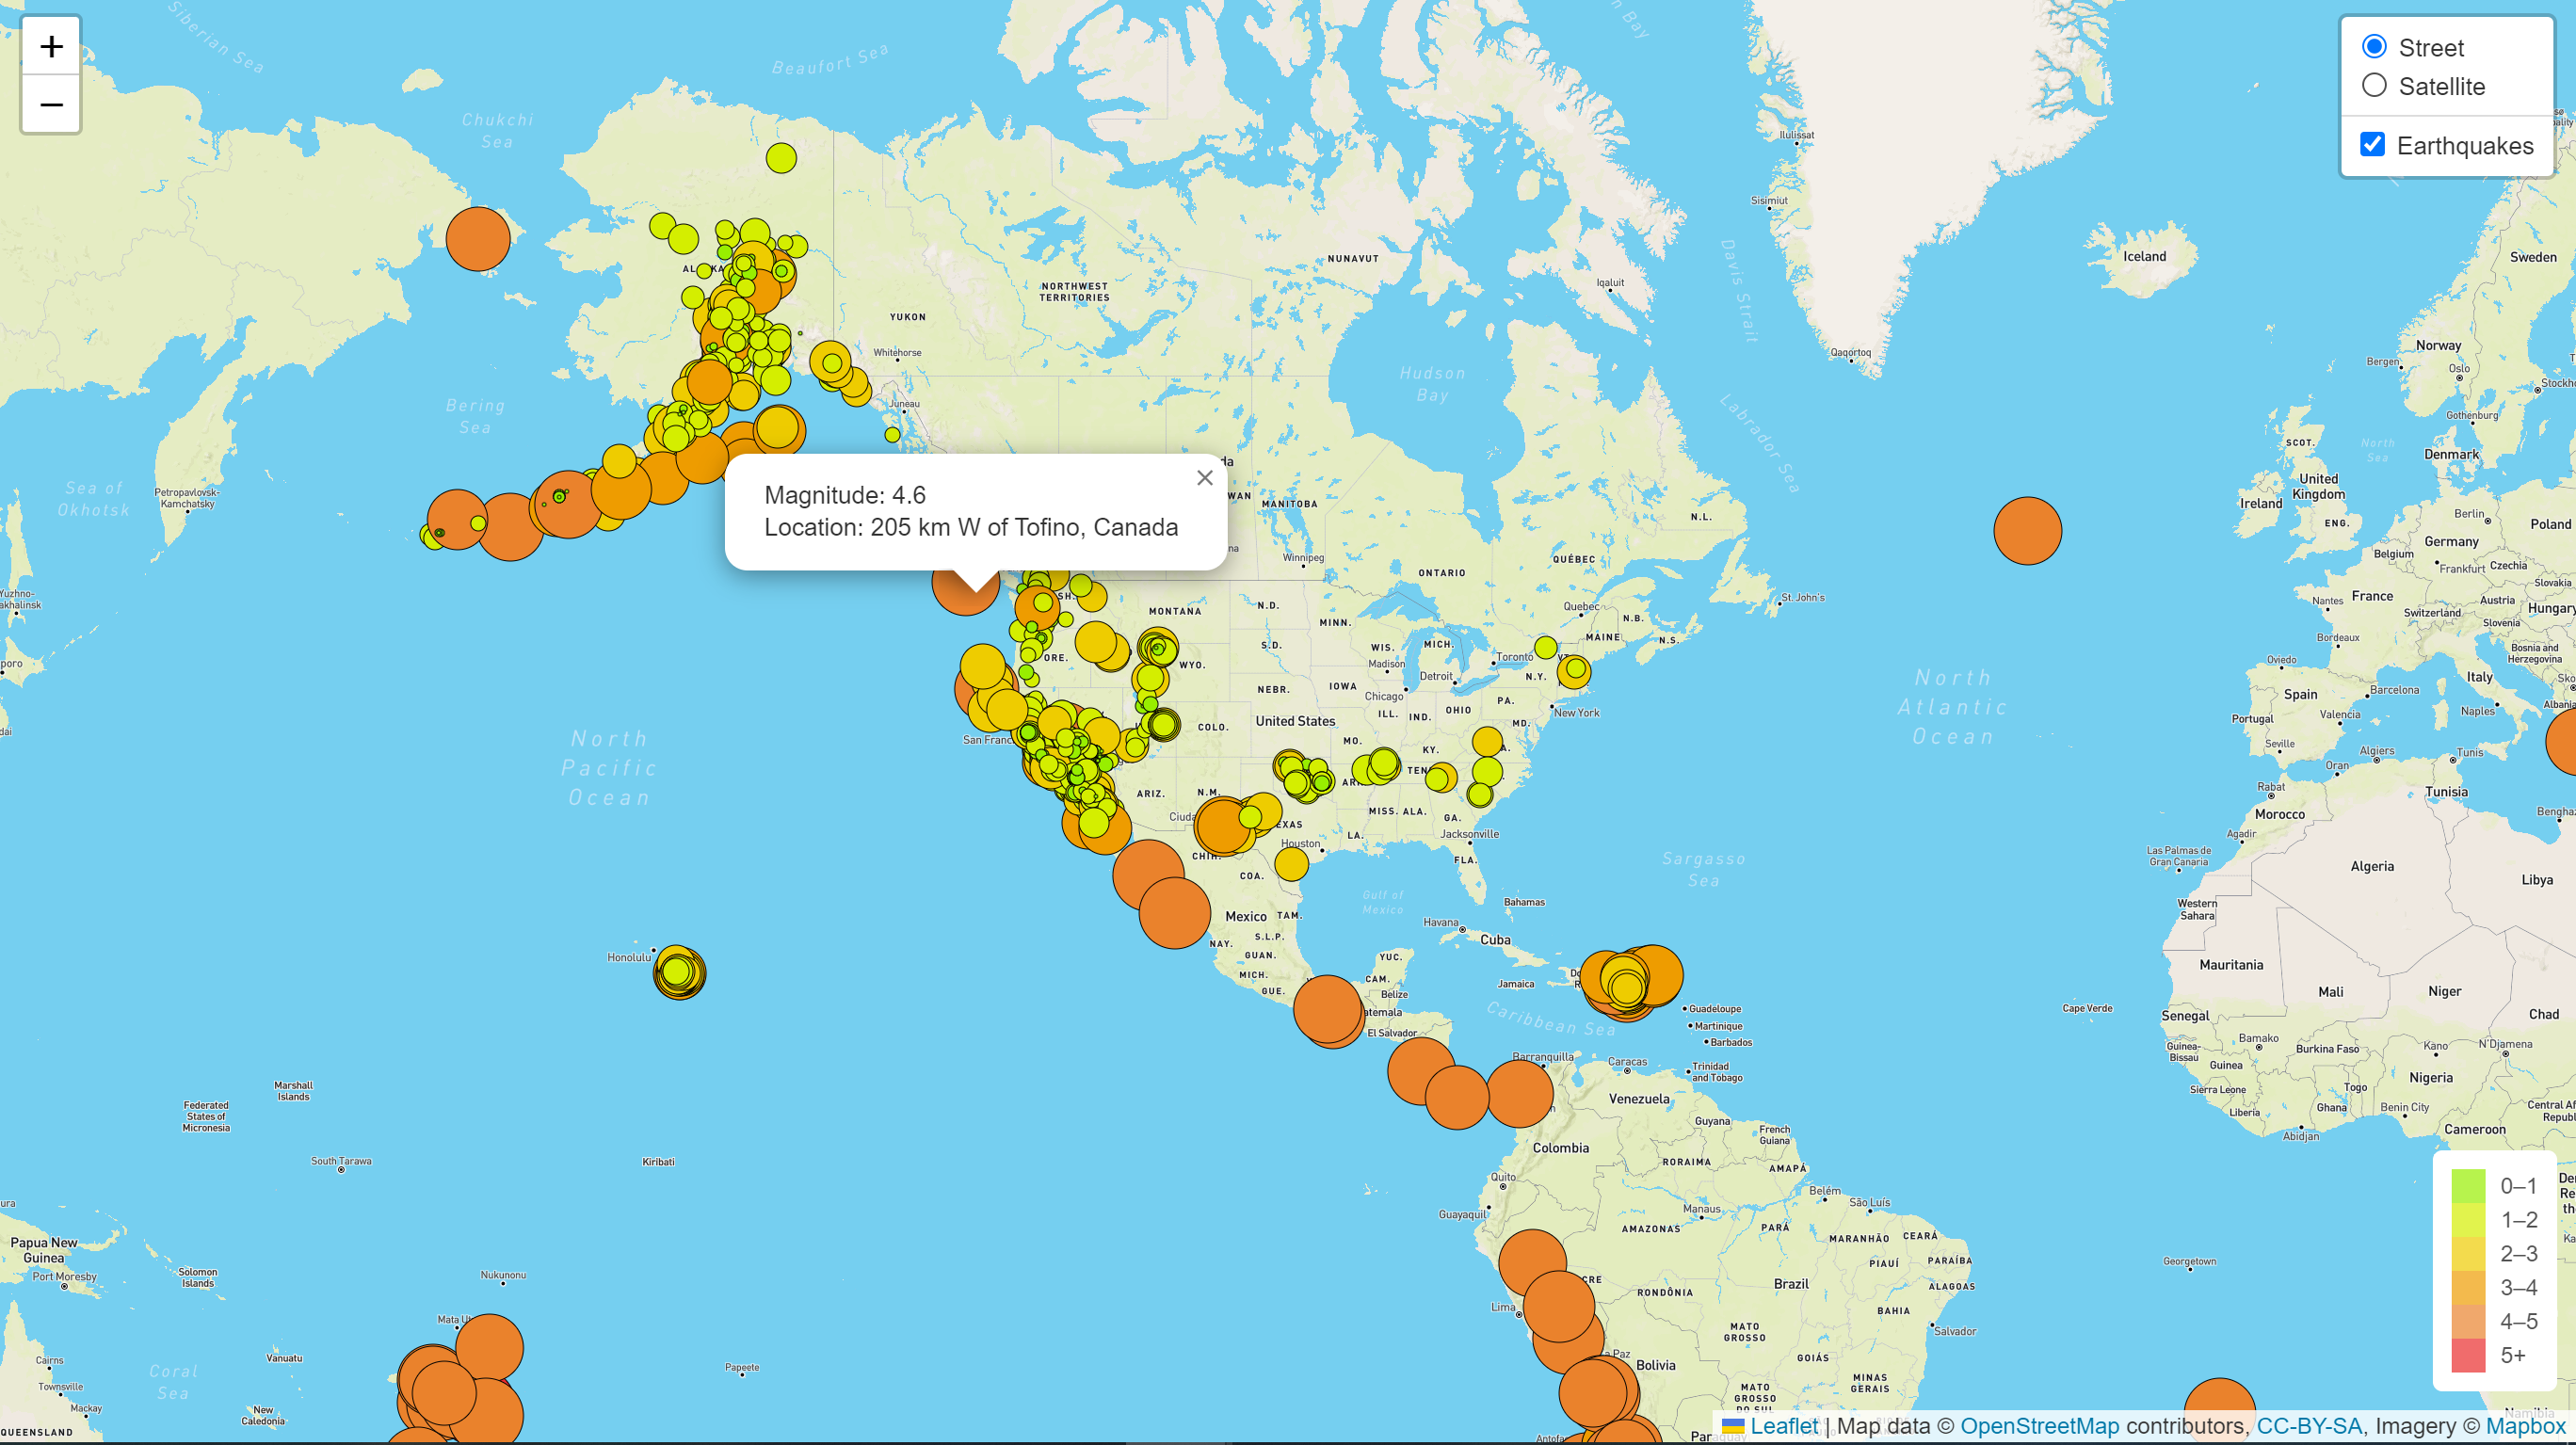 +
−
Street
Satellite
Earthquakes
Siberian Sea
Beaufort Sea
Chukchi
Sea
Ilulissat
Sisimiut
Davis Strait
NUNAVUT
Iceland
Sweden
NORTHWEST
TERRITORIES
Iqaluit
YUKON
Whitehorse
Qaqortoq
Norway
Bergen
Oslo
Stockho
Hudson
Bay
Labrador Sea
Juneau
Bering
Sea
Gothenburg
SCOT.
North
Sea
Denmark
Magnitude: 4.6
Location: 205 km W of Tofino, Canada
×
da
WAN
MANITOBA
Sea of
Okhotsk
Petropavlovsk-
Kamchatsky
United
Kingdom
Ireland
ENG.
Berlin
Poland
N.L.
Germany
Belgium
Frankfurt
Czechia
Winnipeg
ONTARIO
QUÉBEC
Slovakia
Yuzhno-
akhalinsk
MONTANA
N.D.
MINN.
Quebec
N.B.
St. John's
Nantes
France
Austria
Switzerland
Hungary
Slovenia
S.D.
WIS.
MICH.
MAINE
N.S.
Bordeaux
Bosnia and
Herzegovina
poro
ORE.
WYO.
Madison
Toronto
Oviedo
Italy
NEBR.
IOWA
Chicago
Detroit
N.Y.
North
Atlantic
Ocean
Spain
Barcelona
PA.
OHIO
ILL.
IND.
New York
Portugal
Valencia
Naples
Albania
San Franc
COLO.
United States
MD.
North
Pacific
Ocean
MO.
KY.
Seville
Algiers
Tunis
Oran
Tunisia
ARIZ.
N.M.
Rabat
Morocco
MISS.
ALA.
GA.
Jacksonville
Agadir
LA.
Houston
FLA.
CHIH.
COA.
Sargasso
Sea
Las Palmas de
Gran Canaria
Algeria
Libya
Gulf of
Mexico
Bahamas
Western
Sahara
Mexico
TAM.
Havana
Cuba
NAY.
S.L.P.
Honolulu
GUAN.
YUC.
MICH.
CAM.
GUE.
Belize
Jamaica
Mauritania
Mali
Niger
atemala
El Salvador
Caribbean Sea
Guadeloupe
Martinique
Barbados
Cape Verde
Senegal
Chad
Guinea-
Bissau
Bamako
Burkina Faso
Kano
N'Djamena
Barranquilla
Caracas
Trinidad
and Tobago
Guinea
Nigeria
Marshall
Islands
Federated
States of
Micronesia
Venezuela
Sierra Leone
Togo
Liberia
Ghana
Benin City
Central Af
Republ
Guyana
French
Guiana
Abidjan
Cameroon
Colombia
South Tarawa
Kiribati
RORAIMA
AMAPÁ
Quito
Belém
São Luís
Guayaquil
Manaus
AMAZONAS
PARÁ
MARANHÃO
CEARÁ
Papua New
Guinea
Port Moresby
Solomon
Islands
Nukunonu
PIAUÍ
PARAÍBA
Georgetown
CRE
RONDÔNIA
Brazil
ALAGOAS
Lima
BAHIA
MATO
GROSSO
Salvador
Cairns
Coral
Sea
Vanuatu
Papeete
a Paz
Bolivia
GOIÁS
Townsville
Mackay
New
Caledonia
MATO
GROSSO
DO SUL
MINAS
GERAIS
QUEENSLAND
0–1
1–2
2–3
3–4
4–5
5+
Leaflet | Map data © OpenStreetMap contributors, CC-BY-SA, Imagery © Mapbox